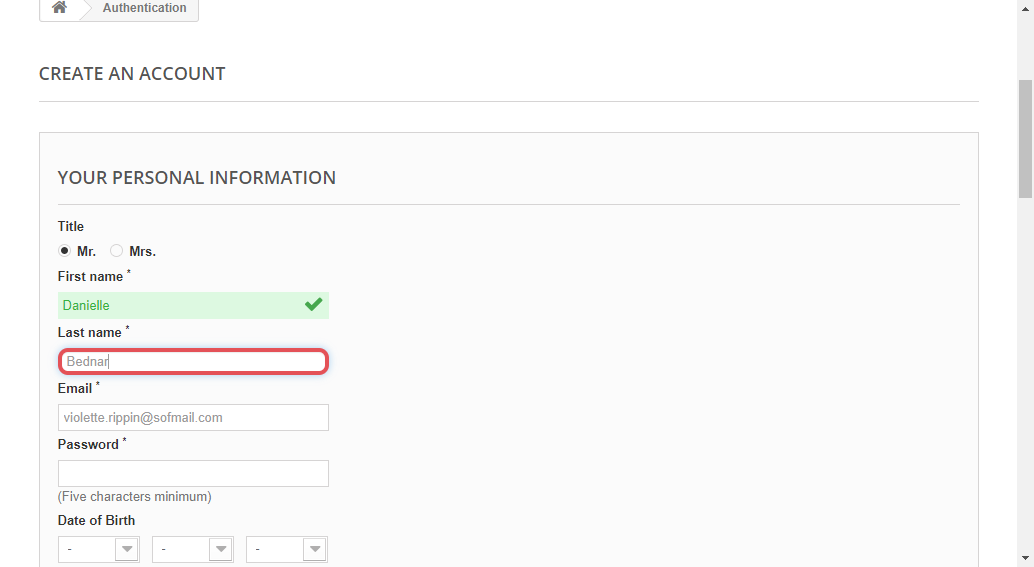 Authentication
CREATE AN ACCOUNT
YOUR PERSONAL INFORMATION
Title
Mr. Mrs.
First name *
Danielle
Last name *
Bednar
Email *
violette.rippin@sofmail.com
Password *
(Five characters minimum)
Date of Birth
- - -